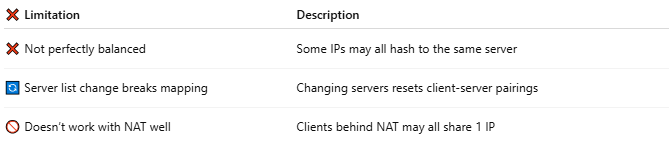 ❌ Limitation Description
❌ Not perfectly balanced Some IPs may all hash to the same server
🔄 Server list change breaks mapping Changing servers resets client-server pairings
🚫 Doesn't work with NAT well Clients behind NAT may all share 1 IP